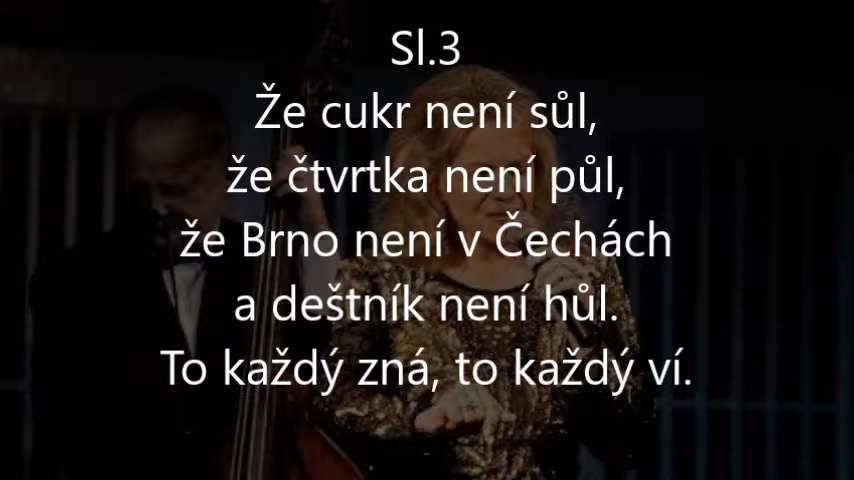 Sl.3
Že cukr není sůl,
že čtvrtka není půl,
že Brno není v Čechách
a deštník není hůl.
To každý zná, to každý ví.